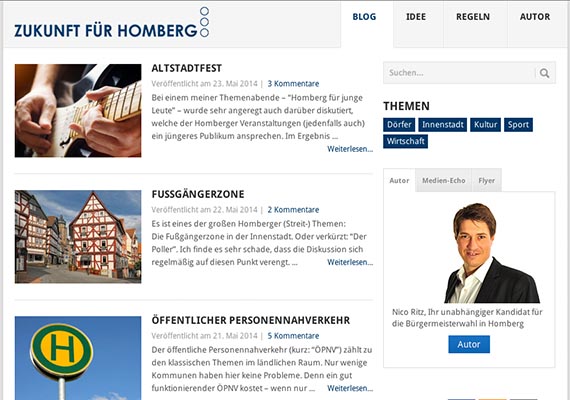 ZUKUNFT FÜR HOMBERG
BLOG
IDEE
REGELN
AUTOR
ALTSTADTFEST
Veröffentlicht am 23. Mai 2014 | 3 Kommentare
Bei einem meiner Themenabende – “Homberg für junge
Leute” – wurde sehr angeregt auch darüber diskutiert,
welche der Homberger Veranstaltungen (jedenfalls auch)
ein jüngeres Publikum ansprechen. Im Ergebnis ...
Weiterlesen...
FUSSGÄNGERZONE
Veröffentlicht am 22. Mai 2014 | 2 Kommentare
Es ist eines der großen Homberger (Streit-) Themen:
Die Fußgängerzone in der Innenstadt. Oder verkürzt: “Der
Poller”. Ich finde es sehr schade, dass die Diskussion sich
regelmäßig auf diesen Punkt verengt. ...
Weiterlesen...
H
ÖFFENTLICHER PERSONENNAHVERKEHR
Veröffentlicht am 21. Mai 2014 | 5 Kommentare
Der öffentliche Personennahverkehr (kurz: “ÖPNV”) zählt zu
den klassischen Themen im ländlichen Raum. Nur wenige
Kommunen haben hier keine Probleme. Denn ein gut
funktionierender ÖPNV kostet – wenn nur ...
Weiterlesen...
Suchen...
THEMEN
Dörfer Innenstadt Kultur Sport
Wirtschaft
Autor Medien-Echo Flyer
Nico Ritz, Ihr unabhängiger Kandidat für
die Bürgermeisterwahl in Homberg
Autor